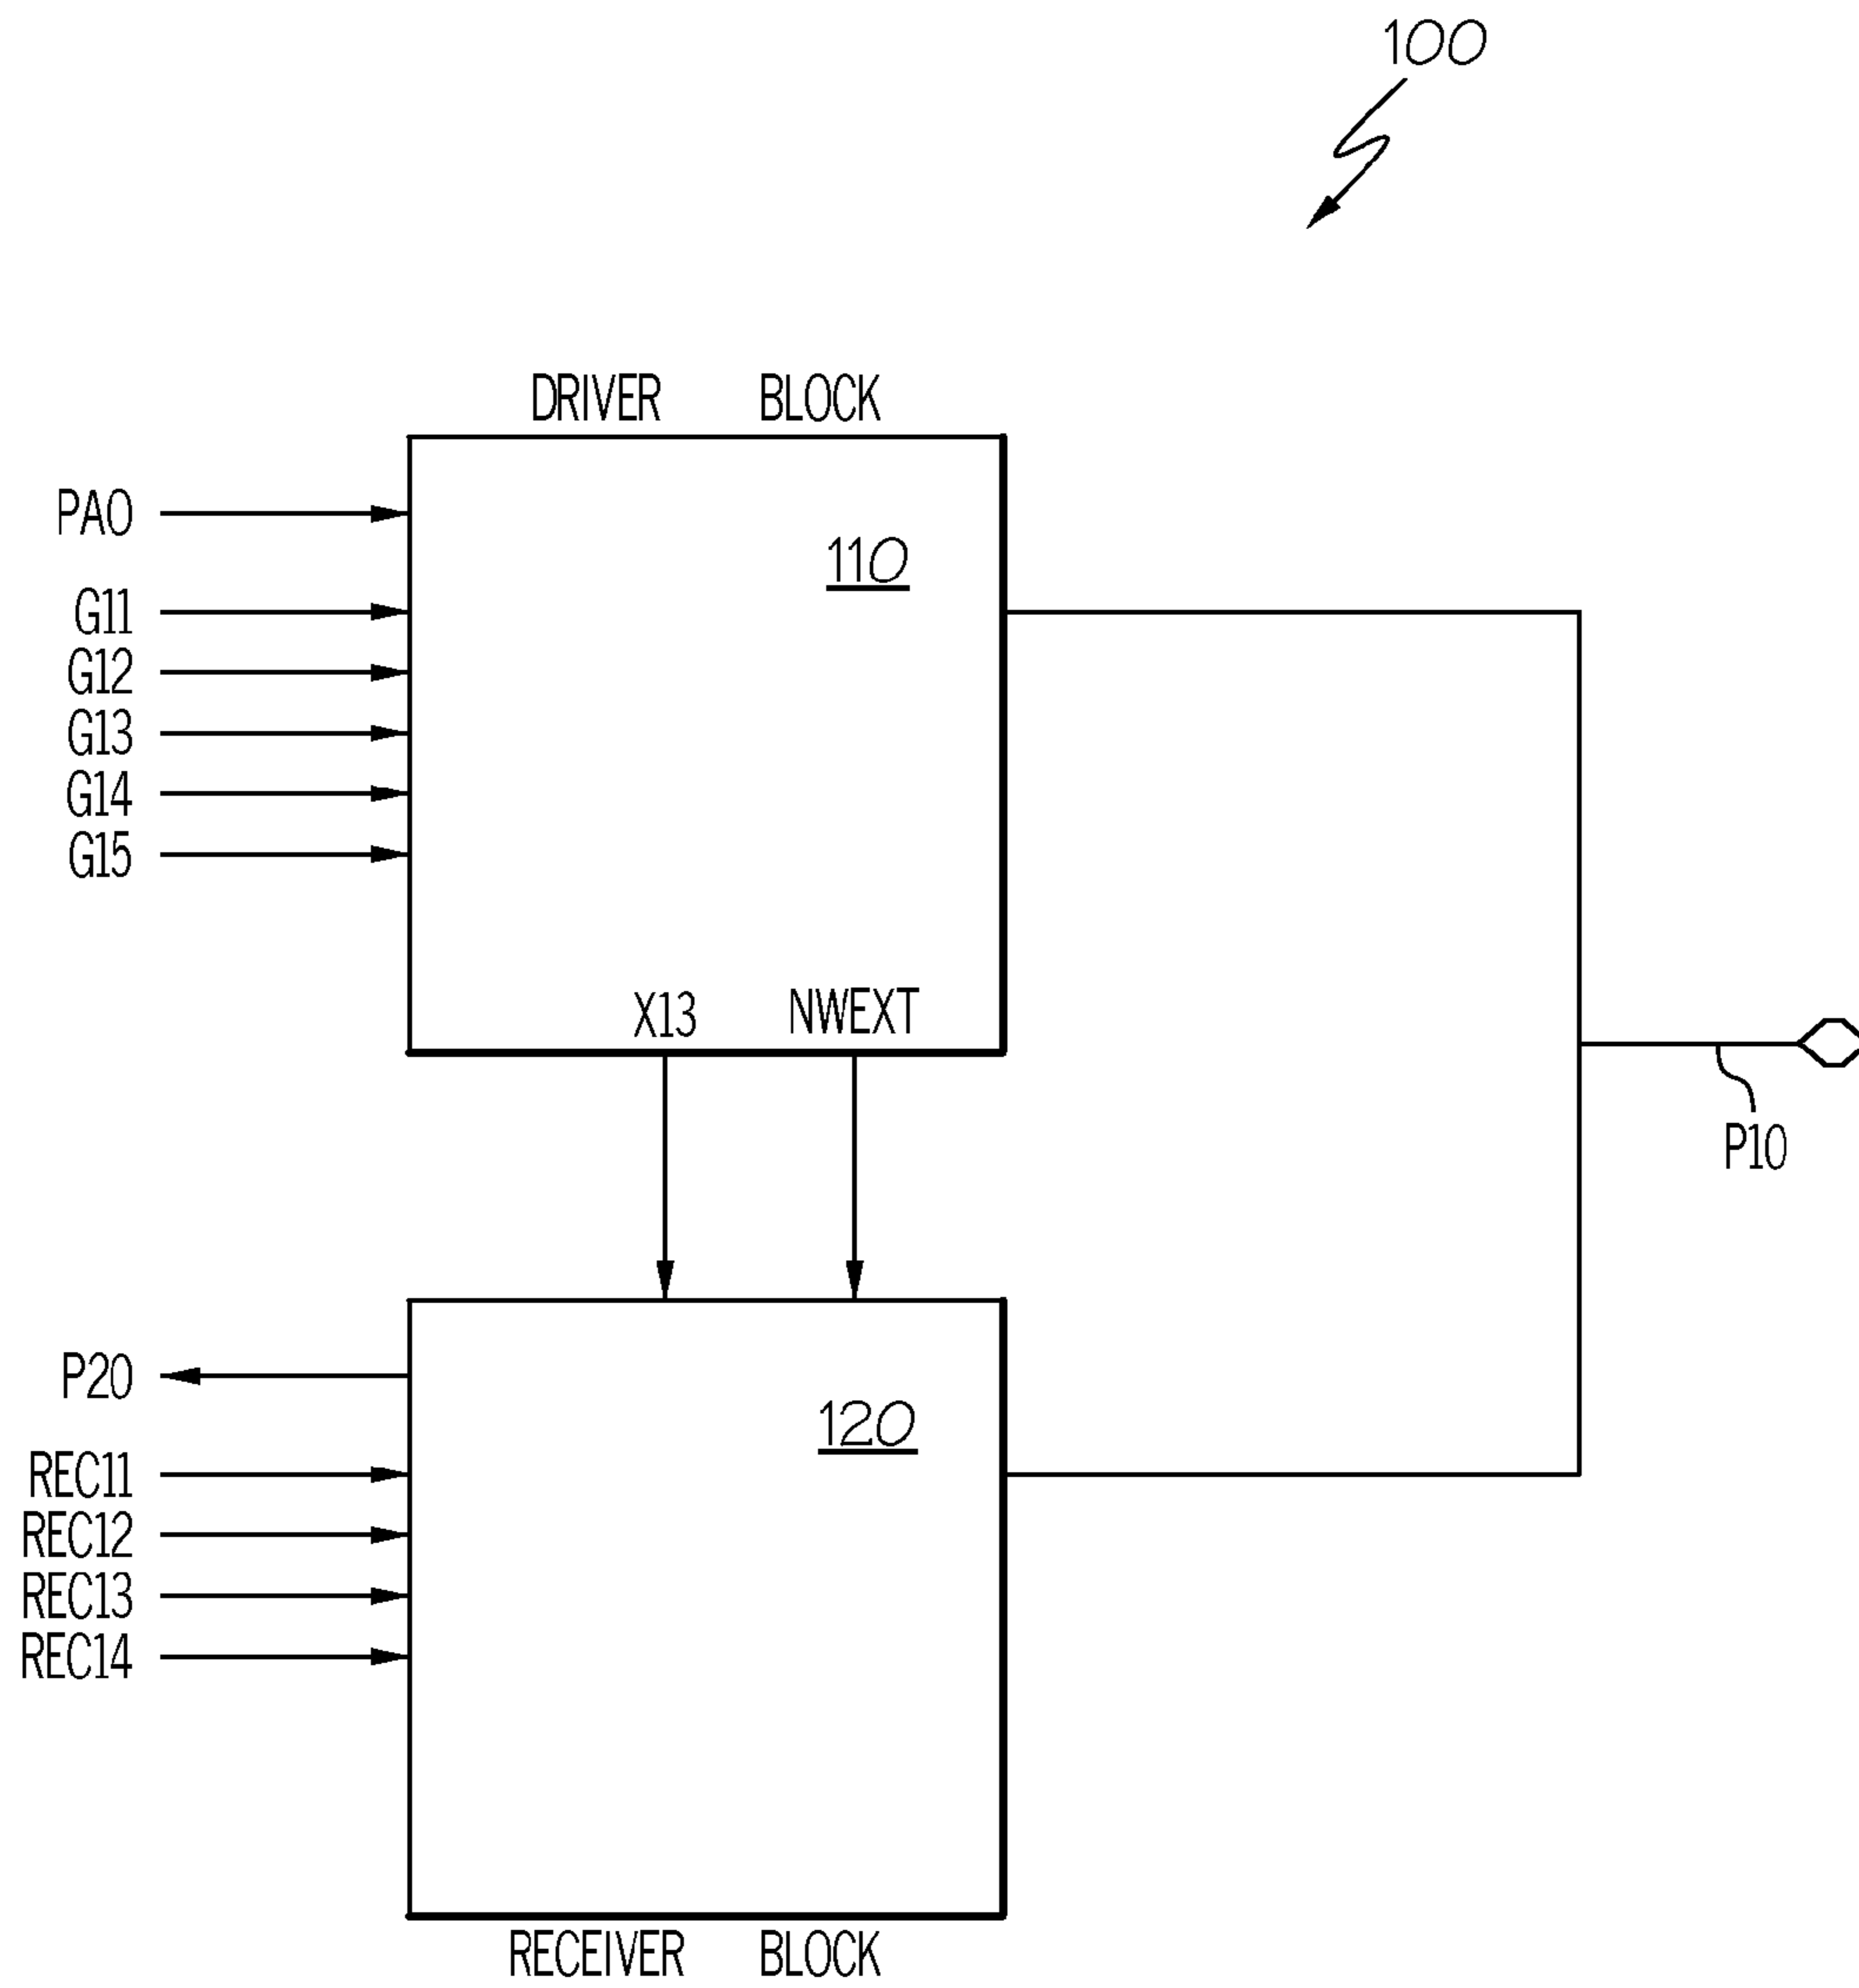 100
DRIVER BLOCK
PA0
110
G11
G12
G13
G14
G15
X13 NWEXT
P10
P20
120
REC11
REC12
REC13
REC14
RECEIVER BLOCK